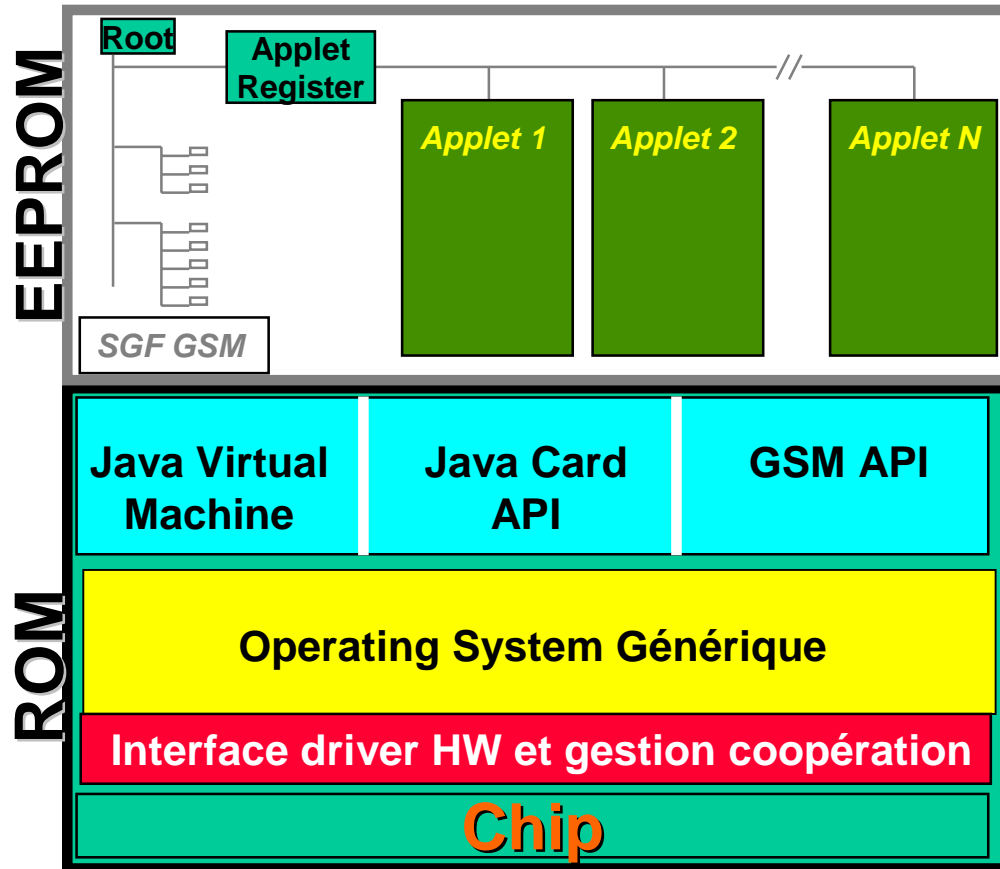 EEPROM
Root
Applet
Register
Applet 1
Applet 2
Applet N
SGF GSM
ROM
Java Virtual
Machine
Java Card
API
GSM API
Operating System Générique
Interface driver HW et gestion coopération
Chip